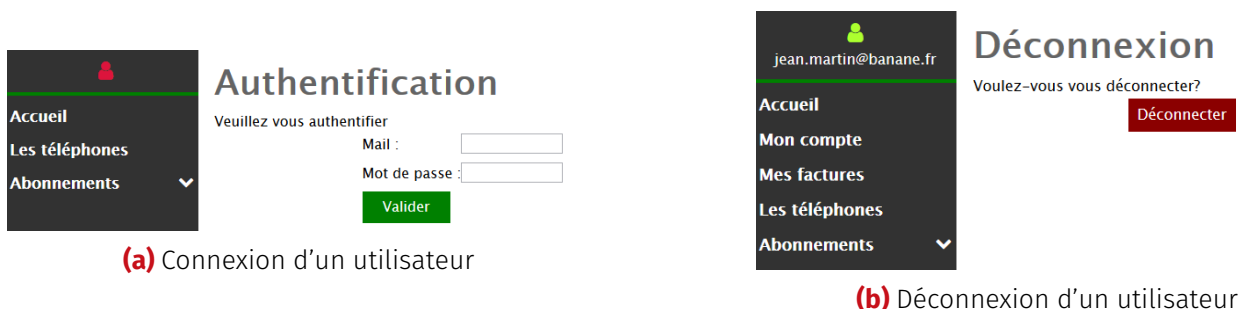 Authentification
Accueil
Les téléphones
Abonnements
Veuillez vous authentifier
Mail :
Mot de passe :
Valider
(a) Connexion d'un utilisateur
jean.martin@banane.fr
Accueil
Mon compte
Mes factures
Les téléphones
Abonnements
Déconnexion
Voulez-vous vous déconnecter?
Déconnecter
(b) Déconnexion d'un utilisateur